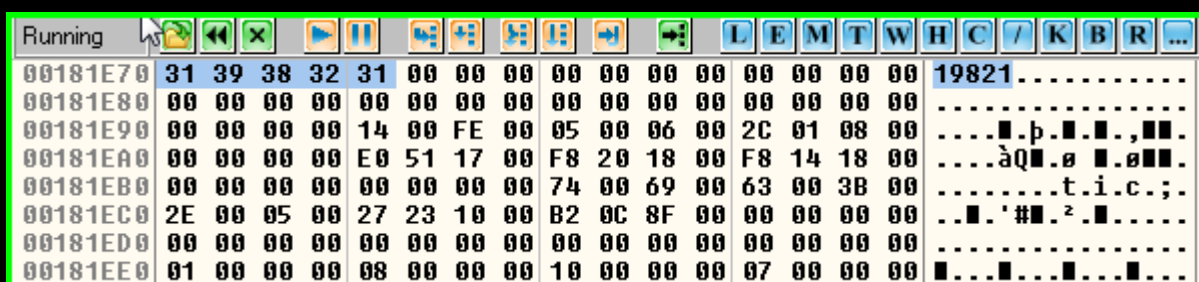 Running L E M T W H C / K B R ...
00181E70 31 39 38 32 31 00 00 00 00 00 00 00 00 00 00 00 19821...........
00181E80 00 00 00 00 00 00 00 00 00 00 00 00 00 00 00 00 ................
00181E90 00 00 00 00 14 00 FE 00 05 00 06 00 2C 01 08 00 ....■.þ.■.■.,■■.
00181EA0 00 00 00 00 E0 51 17 00 F8 20 18 00 F8 14 18 00 ....àQ■.ø ■.ø■■.
00181EB0 00 00 00 00 00 00 00 00 74 00 69 00 63 00 3B 00 ........t.i.c.;.
00181EC0 2E 00 05 00 27 23 10 00 B2 0C 8F 00 00 00 00 00 ..■.'#■.².■.....
00181ED0 00 00 00 00 00 00 00 00 00 00 00 00 00 00 00 00 ................
00181EE0 01 00 00 00 08 00 00 00 10 00 00 00 07 00 00 00 ■...■...■...■...